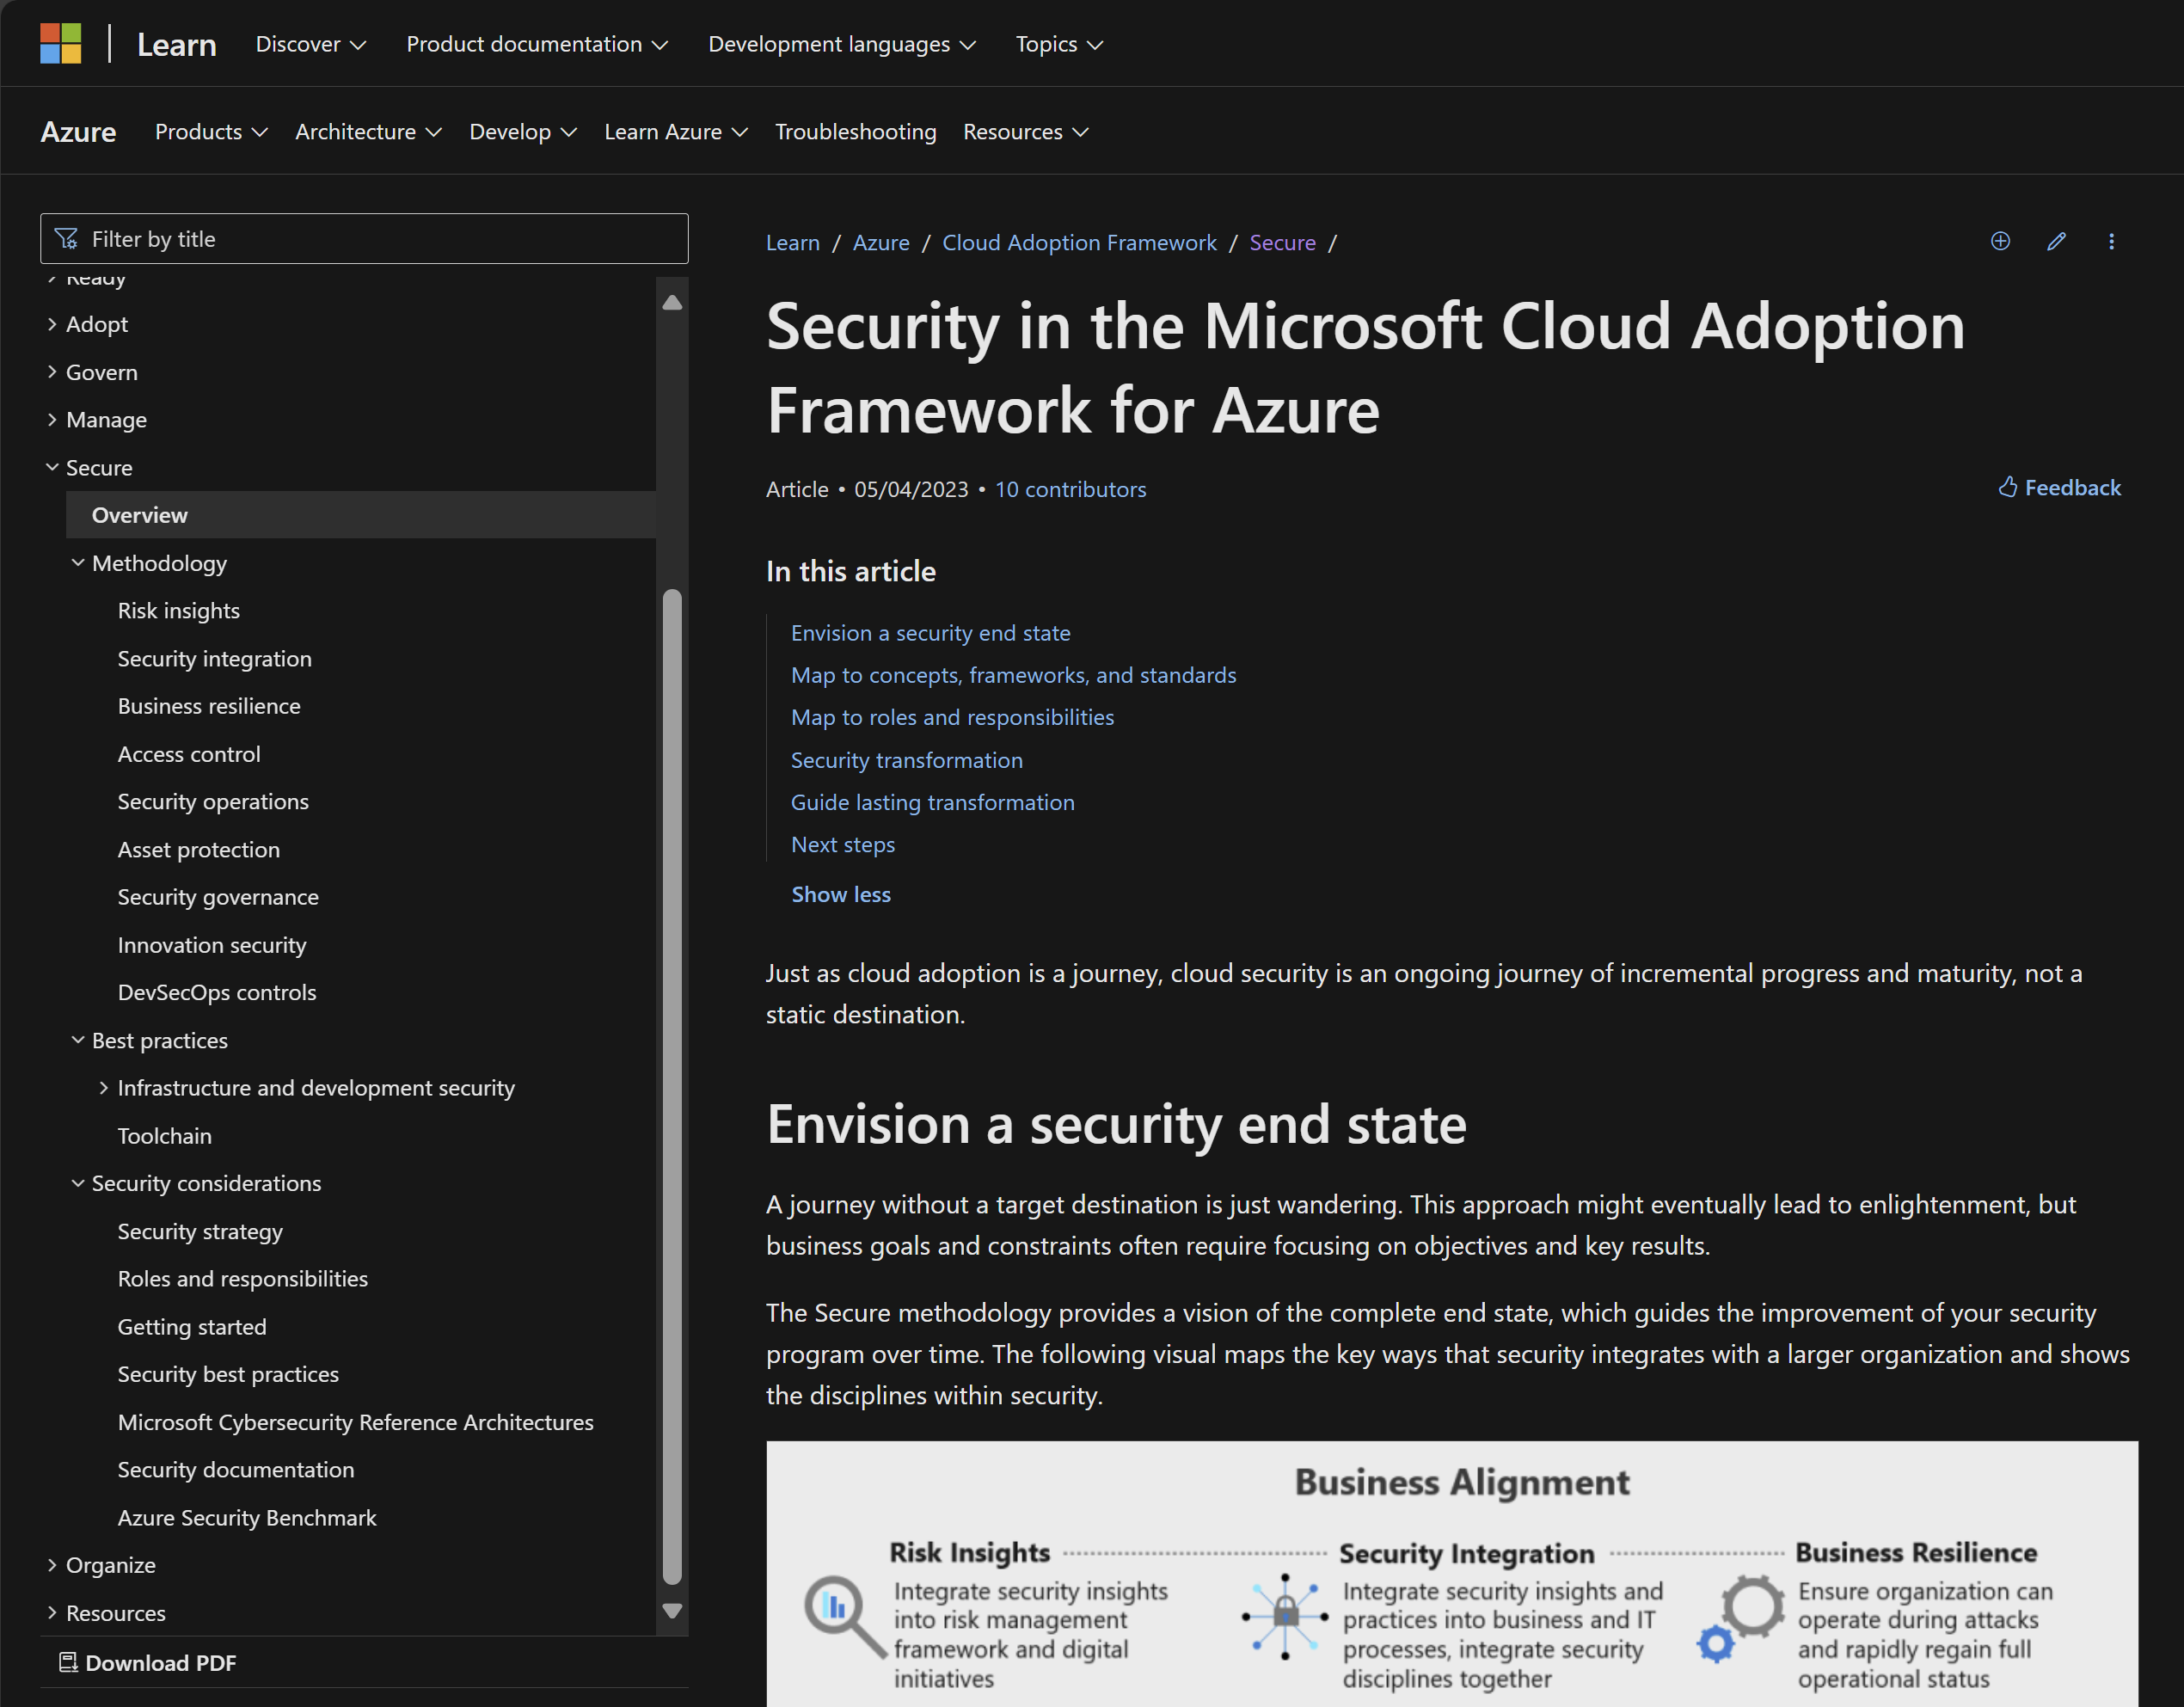 Learn
Discover
Product documentation
Development languages
Topics
Azure
Products
Architecture
Develop
Learn Azure
Troubleshooting
Resources
Filter by title
Ready
Adopt
Govern
Manage
Secure
Overview
Methodology
Risk insights
Security integration
Business resilience
Access control
Security operations
Asset protection
Security governance
Innovation security
DevSecOps controls
Best practices
Infrastructure and development security
Toolchain
Security considerations
Security strategy
Roles and responsibilities
Getting started
Security best practices
Microsoft Cybersecurity Reference Architectures
Security documentation
Azure Security Benchmark
Organize
Resources
Download PDF
Learn / Azure / Cloud Adoption Framework / Secure /
Security in the Microsoft Cloud Adoption
Framework for Azure
Article • 05/04/2023 • 10 contributors
Feedback
In this article
Envision a security end state
Map to concepts, frameworks, and standards
Map to roles and responsibilities
Security transformation
Guide lasting transformation
Next steps
Show less
Just as cloud adoption is a journey, cloud security is an ongoing journey of incremental progress and maturity, not a
static destination.
Envision a security end state
A journey without a target destination is just wandering. This approach might eventually lead to enlightenment, but
business goals and constraints often require focusing on objectives and key results.
The Secure methodology provides a vision of the complete end state, which guides the improvement of your security
program over time. The following visual maps the key ways that security integrates with a larger organization and shows
the disciplines within security.
Business Alignment
Risk Insights
Integrate security insights
into risk management
framework and digital
initiatives
Security Integration
Integrate security insights and
practices into business and IT
processes, integrate security
disciplines together
Business Resilience
Ensure organization can
operate during attacks
and rapidly regain full
operational status